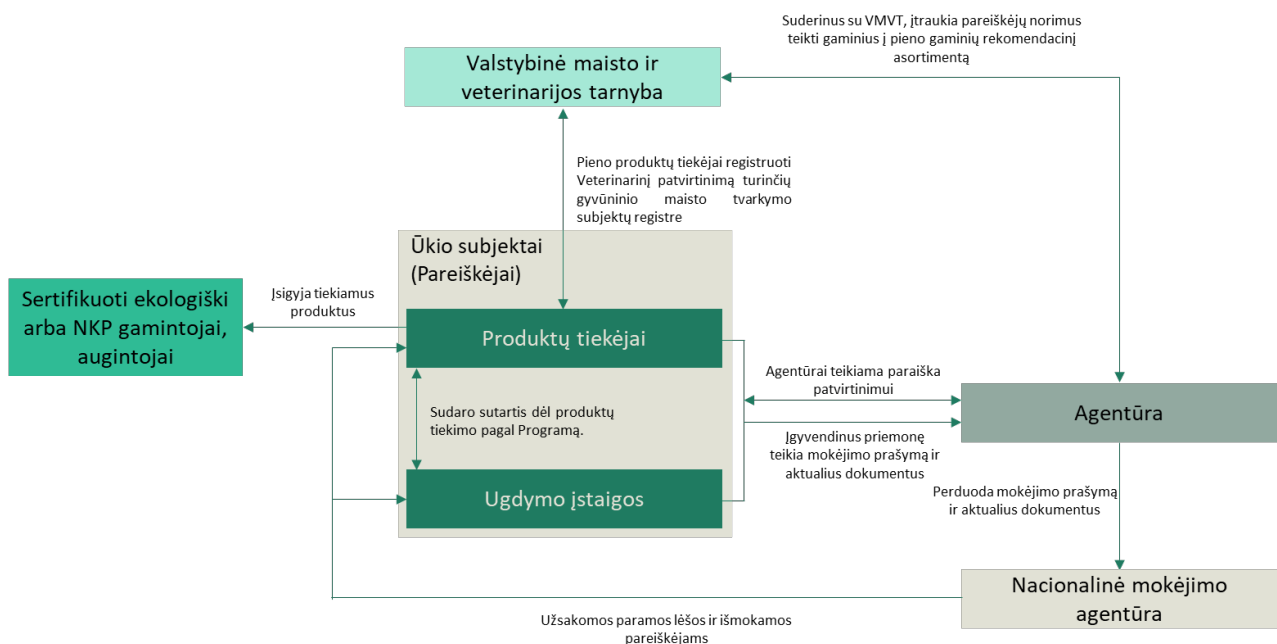 Suderinus su VMVT, įtraukia pareiškėjų norimus
teikti gaminius į pieno gaminių rekomendacinį
asortimentą
Valstybinė maisto ir
veterinarijos tarnyba
Pieno produktų tiekėjai registruoti
Veterinarinį patvirtinimą turinčių
gyvūninio maisto tvarkymo
subjektų registre
Ūkio subjektai
(Pareiškėjai)
Sertifikuoti ekologiški
arba NKP gamintojai,
augintojai
Įsigyja tiekiamus
produktus
Produktų tiekėjai
Agentūrai teikiama paraiška
patvirtinimui
Agentūra
Sudaro sutartis dėl produktų
tiekimo pagal Programą.
Įgyvendinus priemonę
teikia mokėjimo prašymą ir
aktualius dokumentus
Ugdymo įstaigos
Perduoda mokėjimo prašymą
ir aktualius dokumentus
Nacionalinė mokėjimo
agentūra
Užsakomos paramos lėšos ir išmokamos
pareiškėjams